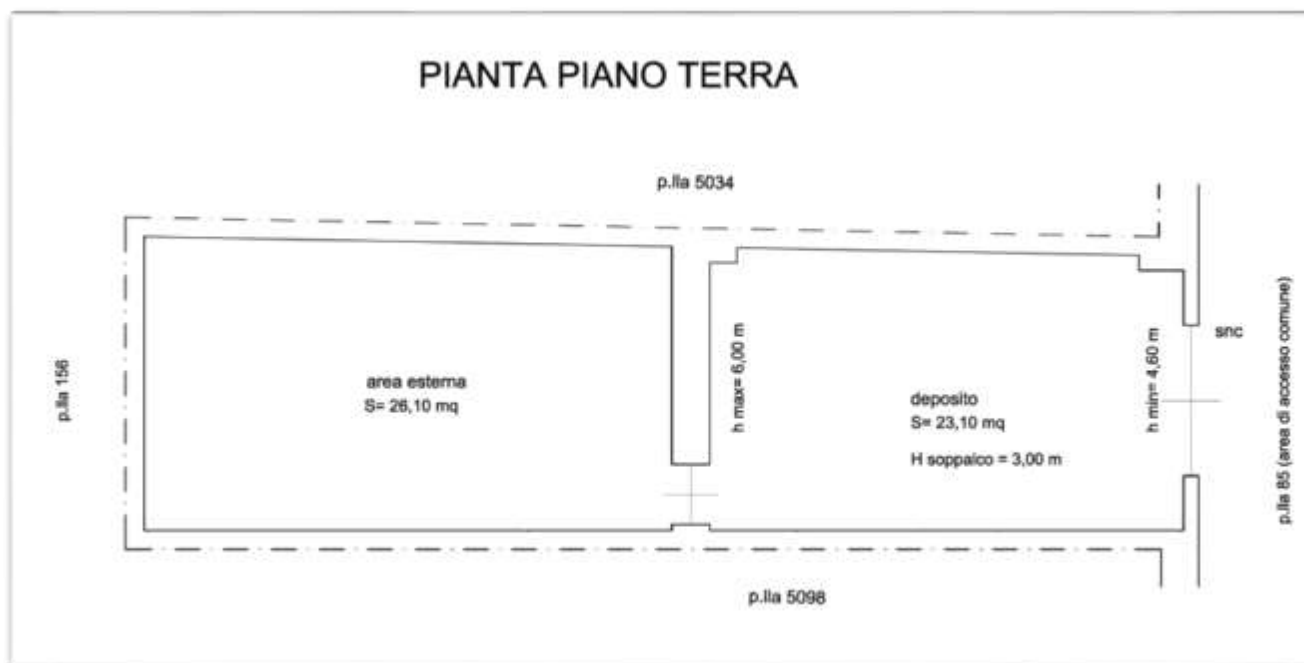 PIANTA PIANO TERRA
p.lla 5034
p.lla 156
area esterna
S= 26,10 mq
h max= 6,00 m
deposito
S= 23,10 mq
H soppalco = 3,00 m
h min= 4,60 m
snc
p.lla 85 (area di accesso comune)
p.lla 5098